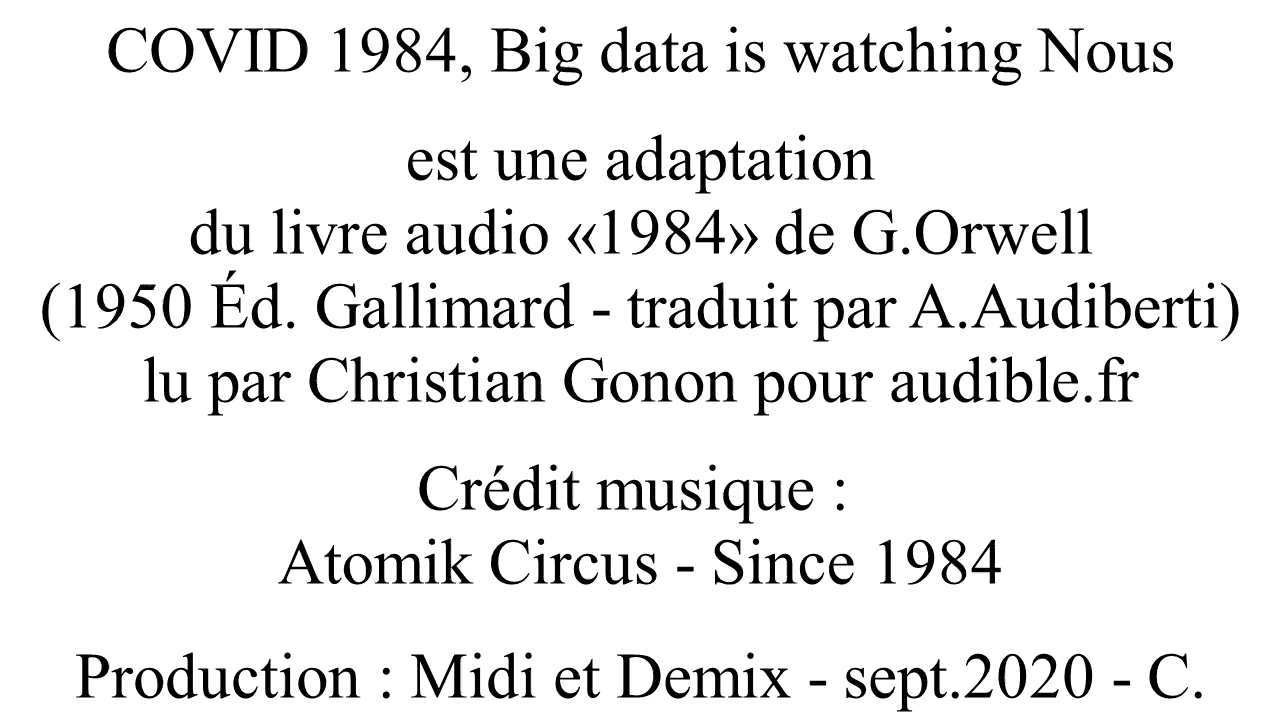 COVID 1984, Big data is watching Nous
est une adaptation
du livre audio «1984» de G.Orwell
(1950 Éd. Gallimard - traduit par A.Audiberti)
lu par Christian Gonon pour audible.fr
Crédit musique :
Atomik Circus - Since 1984
Production : Midi et Demix - sept.2020 - C.